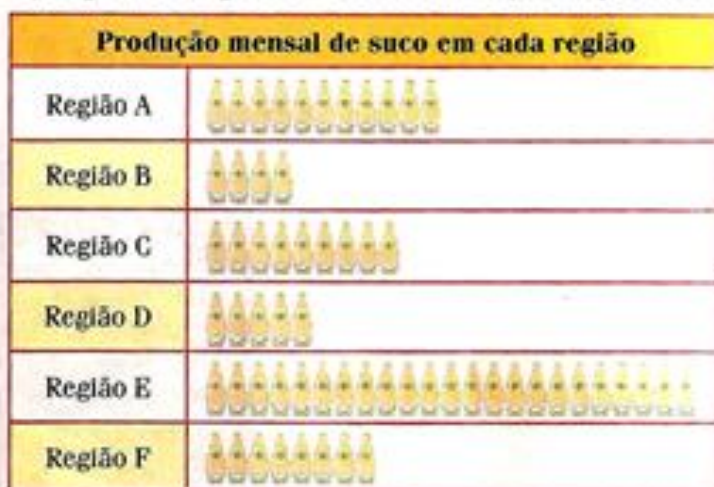 Produção mensal de suco em cada região
Região A
Região B
Região C
Região D
Região E
Região F